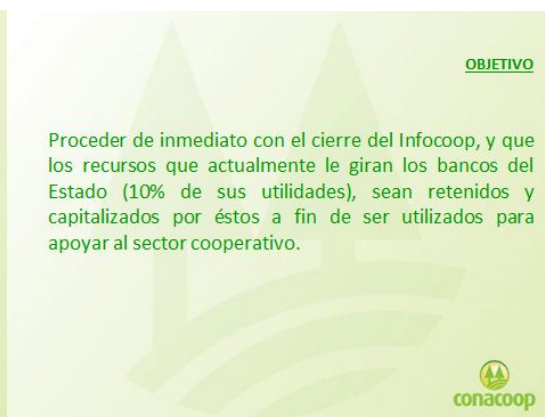 OBJETIVO
Proceder de inmediato con el cierre del Infocoop, y que
los recursos que actualmente le giran los bancos del
Estado (10% de sus utilidades), sean retenidos y
capitalizados por éstos a fin de ser utilizados para
apoyar al sector cooperativo.
conacoop